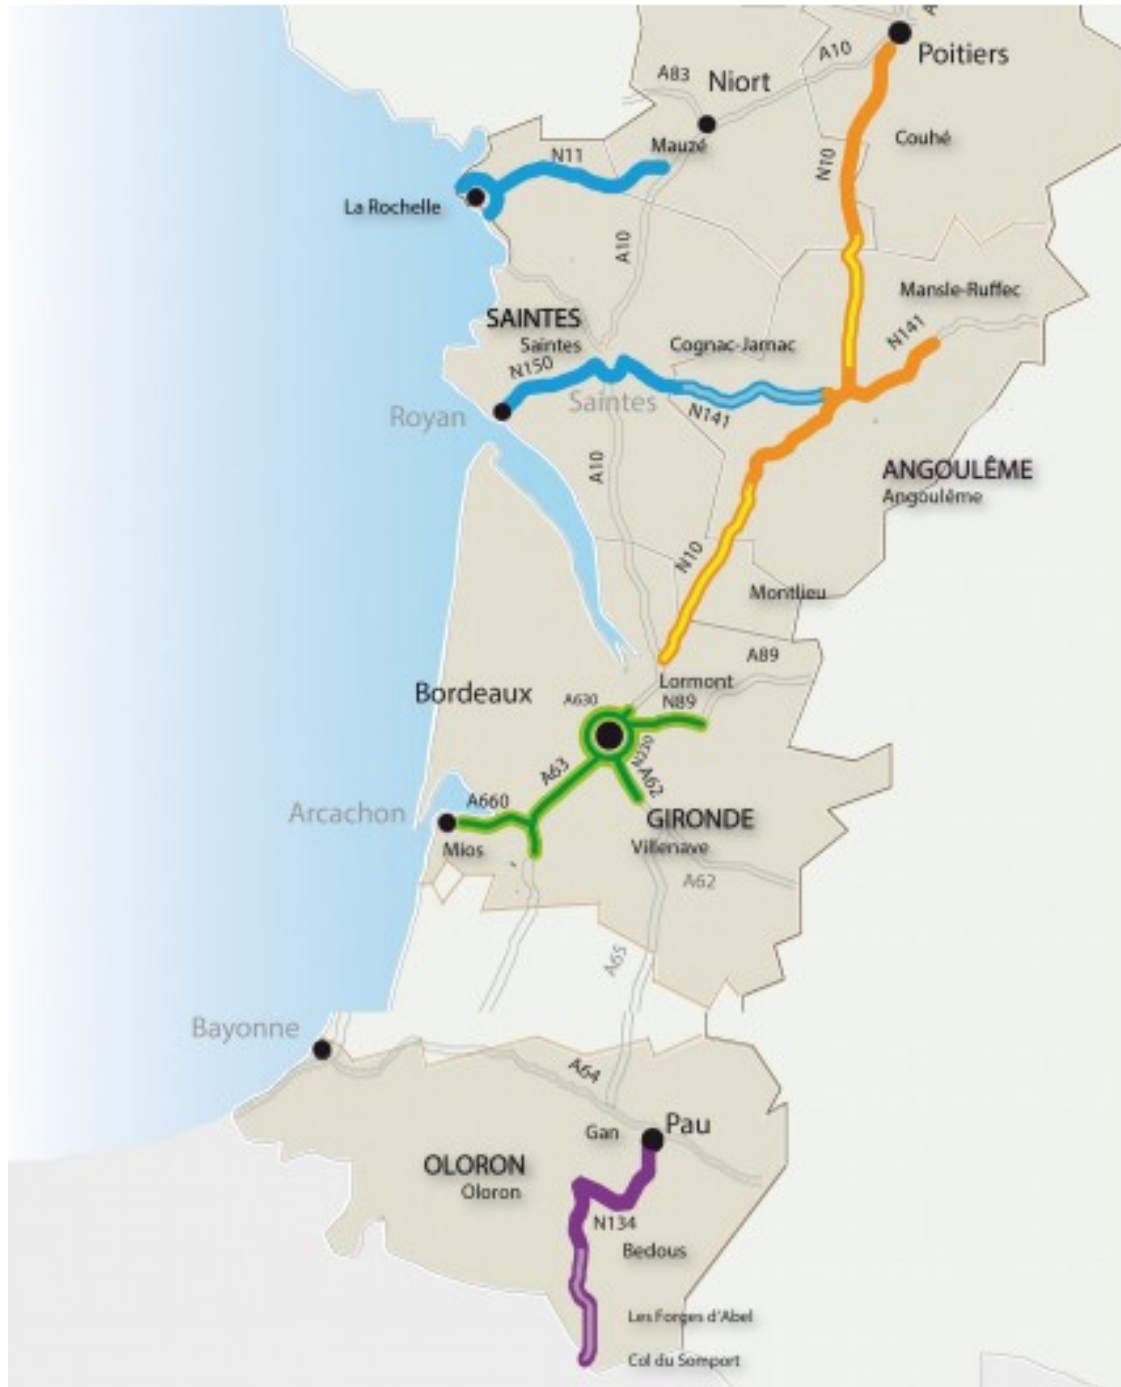 A10
Poitiers
A83
Niort
Couhé
Mauzé
N11
N10
La Rochelle
A10
Mansle-Ruffec
SAINTES
Saintes
Cognac-Jarnac
N141
N150
Saintes
Royan
N141
A10
ANGOULÊME
Angoulême
N10
Montlieu
A89
Lormont
Bordeaux
A630
N89
N230
A63
A62
A660
Arcachon
GIRONDE
Villenave
Mios
A62
A65
Bayonne
A64
Pau
Gan
OLORON
Oloron
N134
Bedous
Les Forges d'Abel
Col du Somport